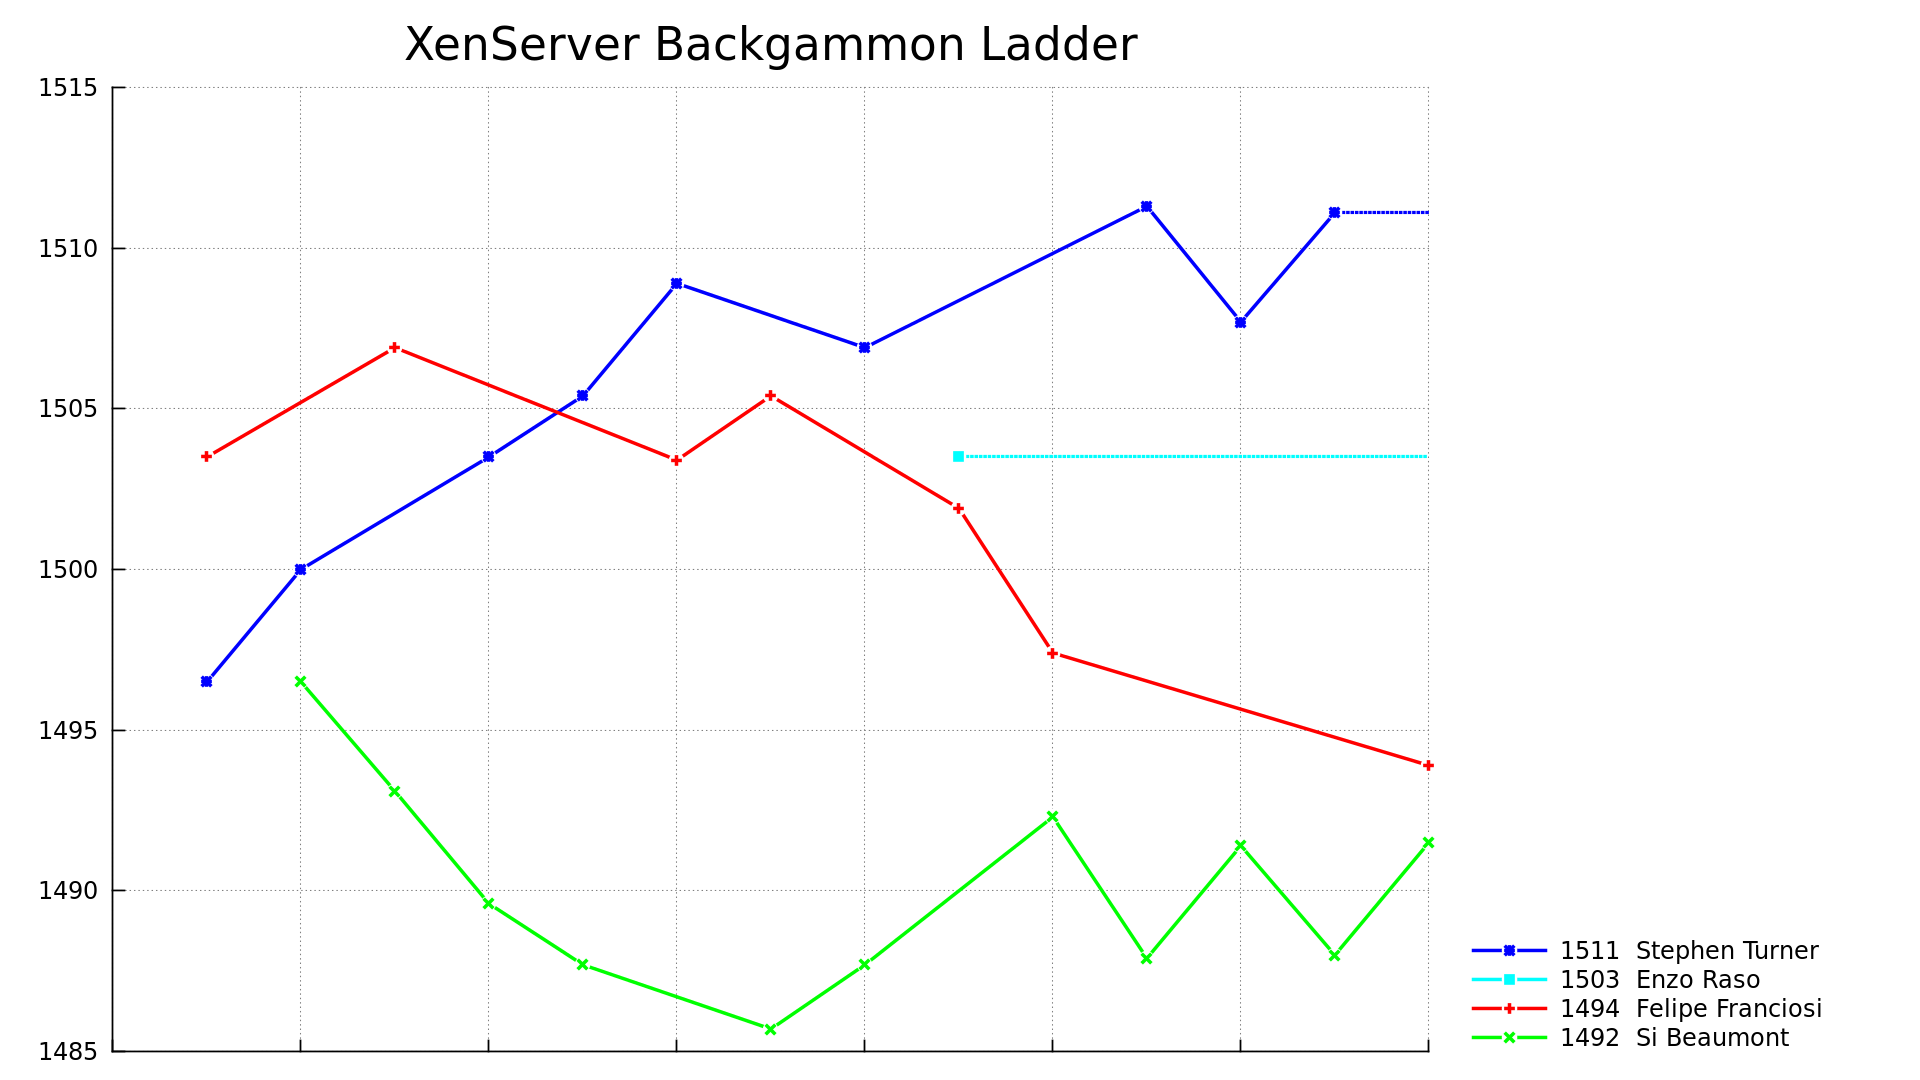 XenServer Backgammon Ladder
1515
1510
1505
1500
1495
1490
1485
1511 Stephen Turner
1503 Enzo Raso
1494 Felipe Franciosi
1492 Si Beaumont